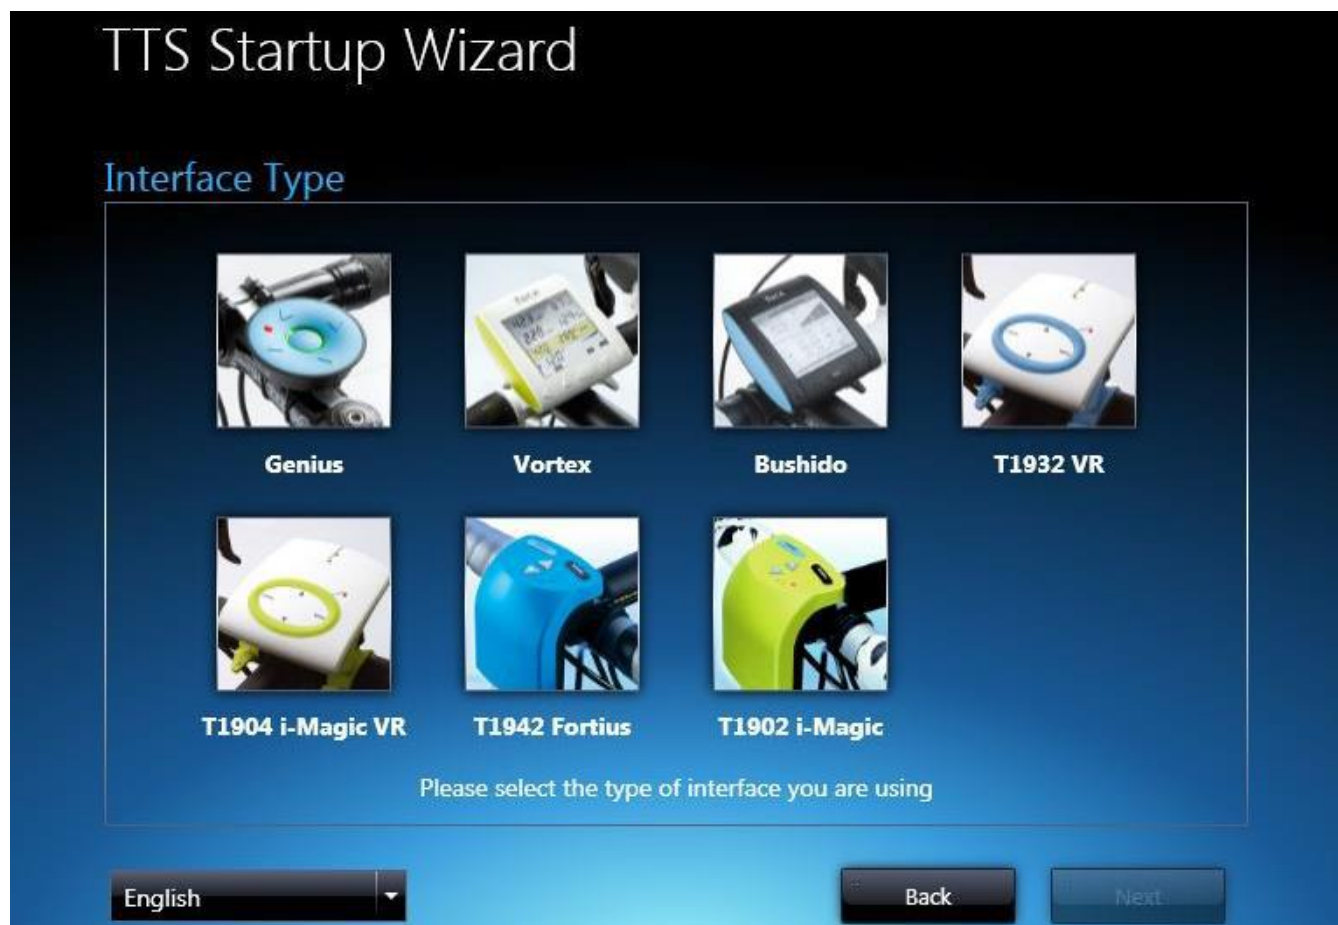 TTS Startup Wizard
Interface Type
Genius
Vortex
Bushido
T1932 VR
T1904 i-Magic VR
T1942 Fortius
T1902 i-Magic
Please select the type of interface you are using
English
Back
Next